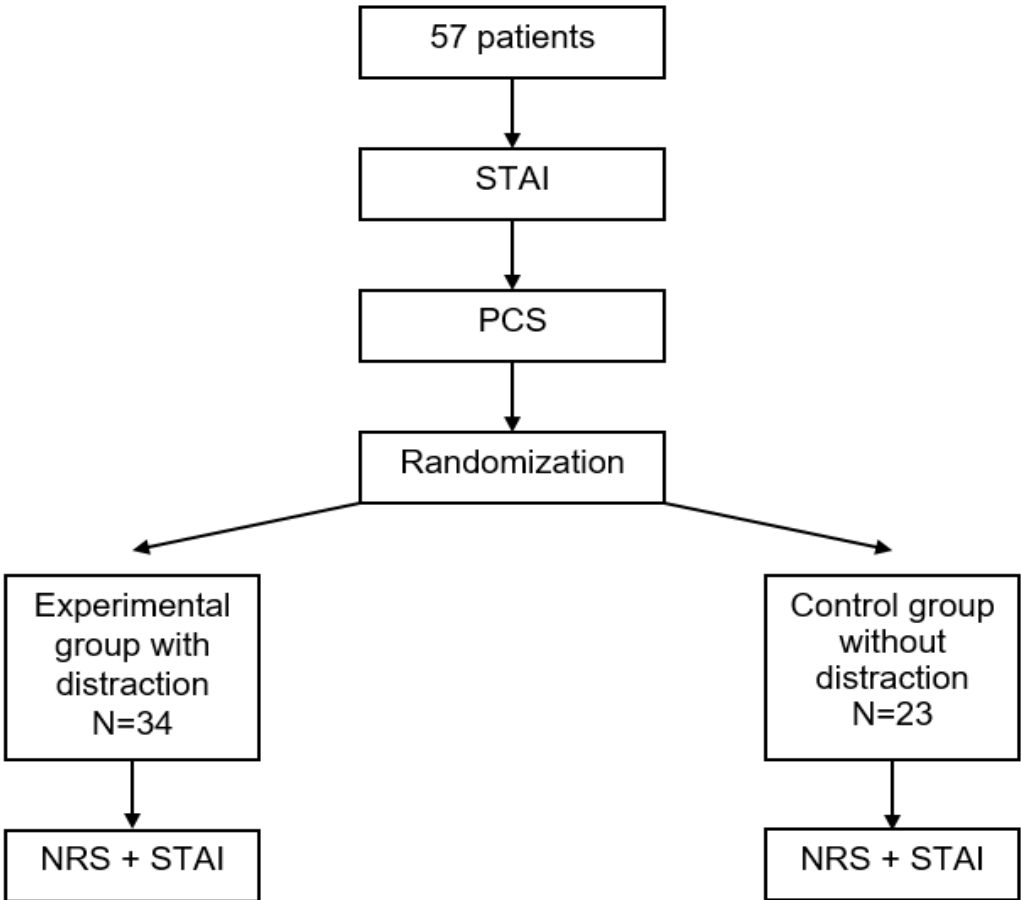 57 patients
STAI
PCS
Randomization
Experimental
group with
distraction
N=34
Control group
without
distraction
N=23
NRS + STAI
NRS + STAI